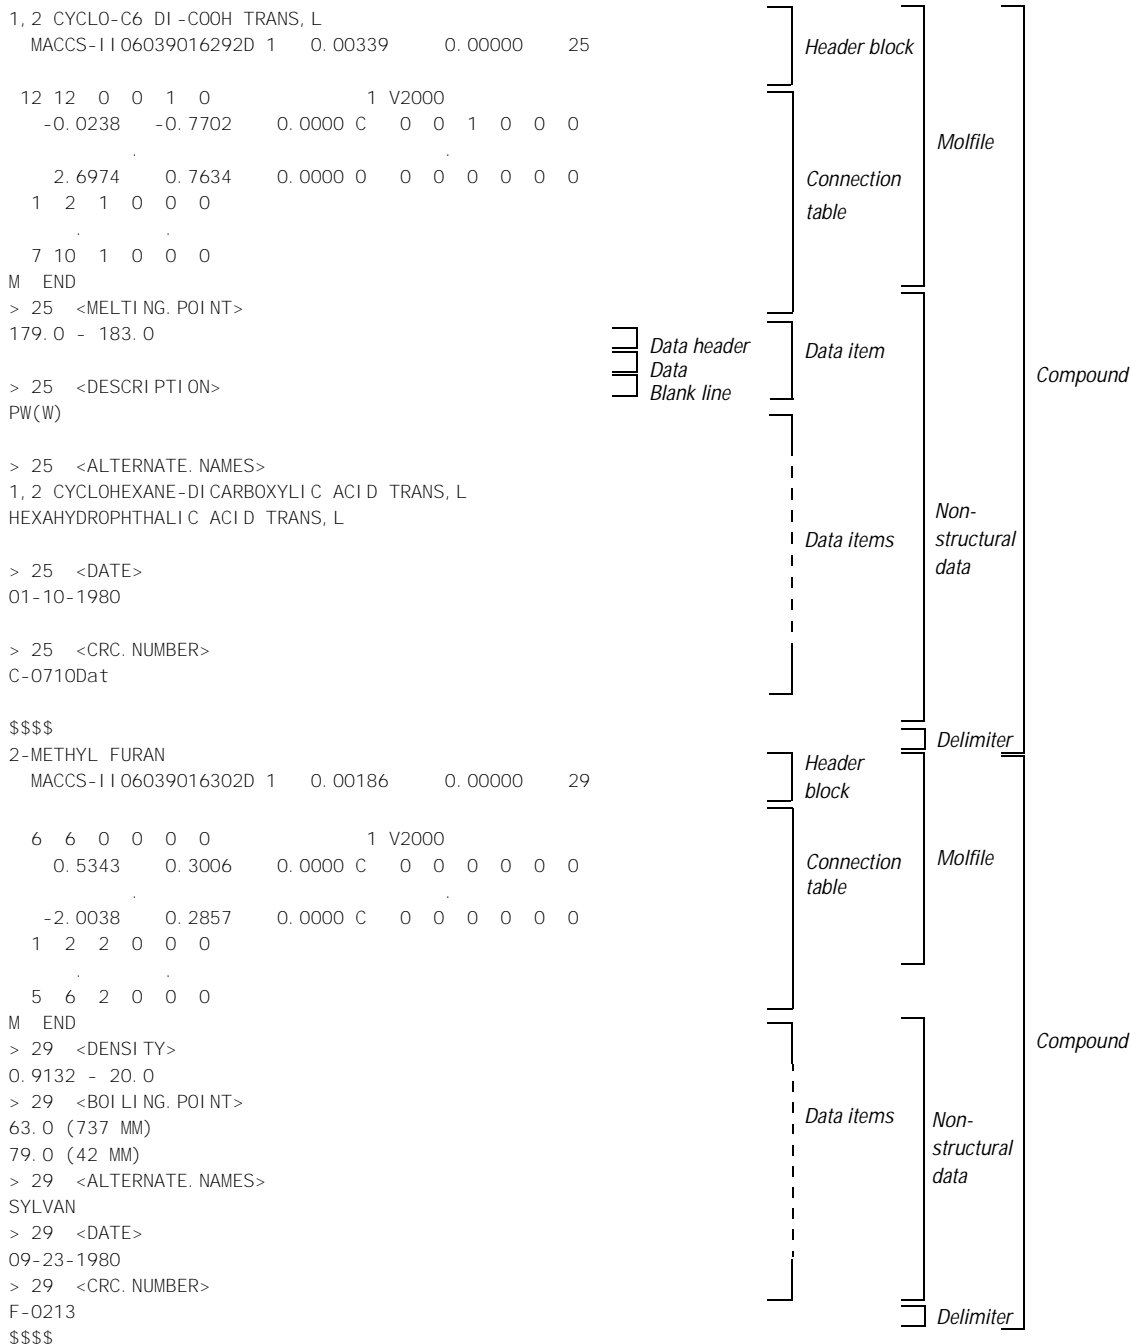 1,2 CYCLO-C6 DI-COOH TRANS,L
MACCS-II06039016292D 1   0.00339     0.00000    25
Header block
12 12  0  0  1  0              1 V2000
-0.0238   -0.7702    0.0000 C   0  0  1  0  0  0
Molfile
.                            .
2.6974    0.7634    0.0000 O   0  0  0  0  0  0
Connection
table
1  2  1  0  0  0
.        .
7 10  1  0  0  0
M  END
> 25  <MELTING.POINT>
179.0 - 183.0
Data header
Data
Blank line
Data item
Compound
> 25  <DESCRIPTION>
PW(W)
> 25  <ALTERNATE.NAMES>
1,2 CYCLOHEXANE-DICARBOXYLIC ACID TRANS,L
HEXAHYDROPHTHALIC ACID TRANS,L
Data items
Non-
structural
data
> 25  <DATE>
01-10-1980
> 25  <CRC.NUMBER>
C-0710Dat
$$$$
Delimiter
2-METHYL FURAN
MACCS-II06039016302D 1   0.00186     0.00000    29
Header
block
6  6  0  0  0  0              1 V2000
0.5343    0.3006    0.0000 C   0  0  0  0  0  0
.                            .
-2.0038    0.2857    0.0000 C   0  0  0  0  0  0
Connection
table
Molfile
1  2  2  0  0  0
.        .
5  6  2  0  0  0
M  END
> 29  <DENSITY>
0.9132 - 20.0
Compound
> 29  <BOILING.POINT>
63.0 (737 MM)
79.0 (42 MM)
> 29  <ALTERNATE.NAMES>
SYLVAN
Data items
Non-
structural
data
> 29  <DATE>
09-23-1980
> 29  <CRC.NUMBER>
F-0213
$$$$
Delimiter